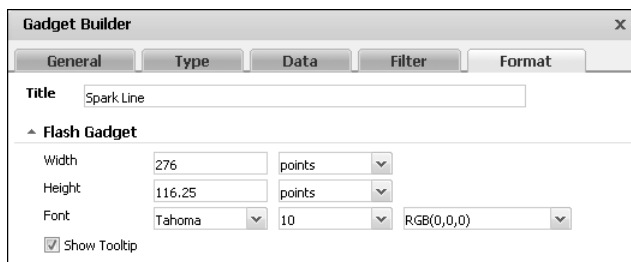 Gadget Builder x
General Type Data Filter Format
Title Spark Line
Flash Gadget
Width 276 points
Height 116.25 points
Font Tahoma 10 RGB(0,0,0)
Show Tooltip